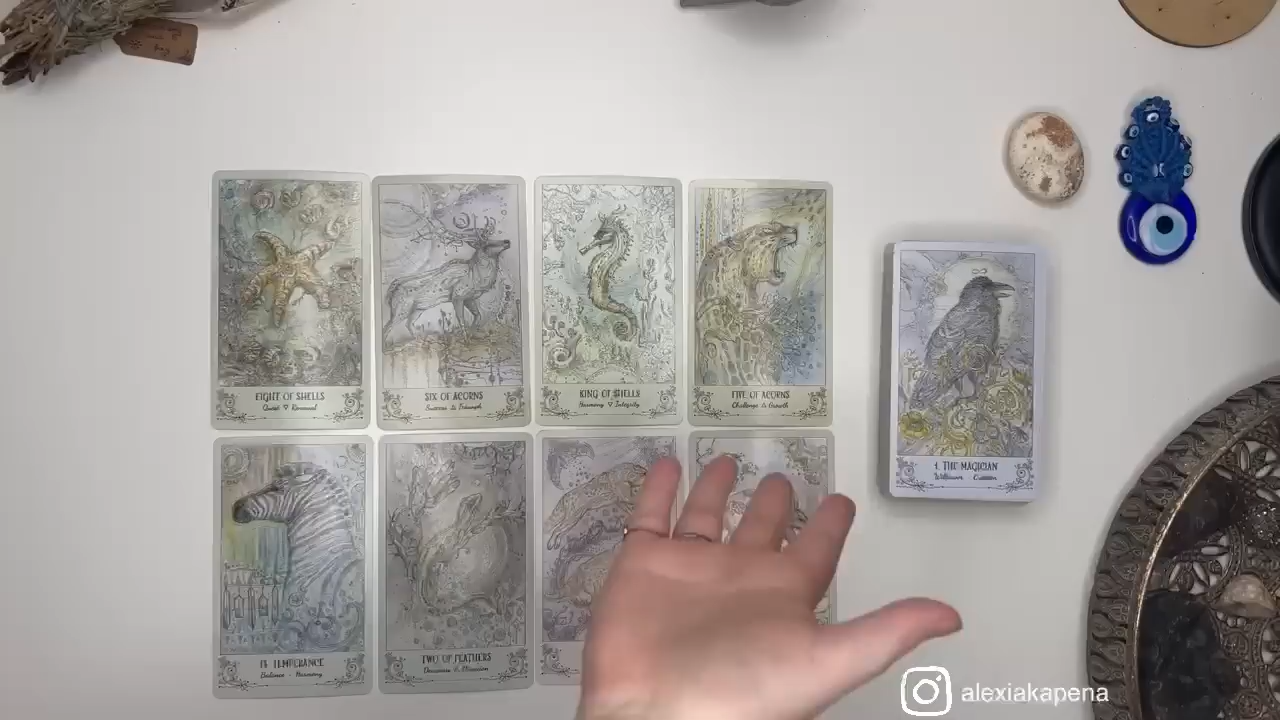 EIGHT OF SHELLS
Quest & Renewal
SIX OF ACORNS
Success & Triumph
KING OF SHELLS
Harmony & Integrity
FIVE OF ACORNS
Challenge & Growth
1. THE MAGICIAN
Willpower
TEMPERANCE
Balance - Harmony
TWO OF FEATHERS
alexiakapena